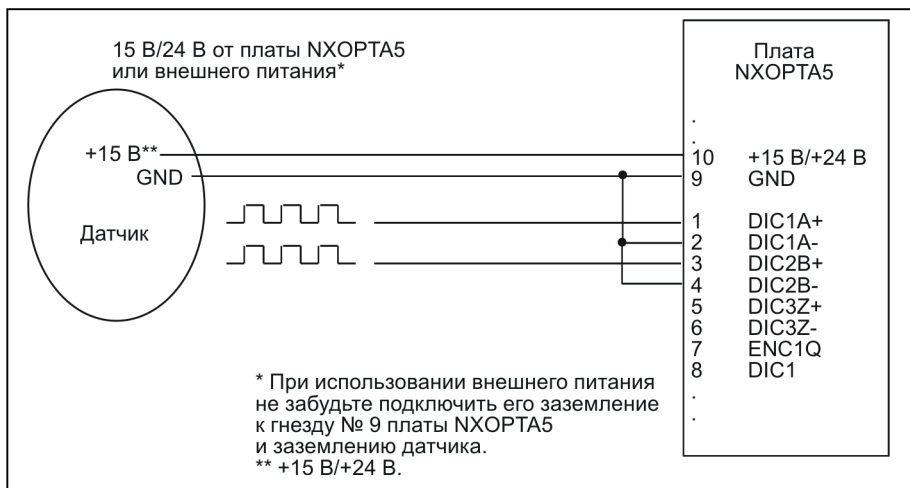 15 В/24 В от платы NXOPTA5
или внешнего питания*
Плата
NXOPTA5
.
.
+15 В**
10 +15 В/+24 В
GND
9 GND
Датчик
1 DIC1A+
2 DIC1A-
3 DIC2B+
4 DIC2B-
5 DIC3Z+
6 DIC3Z-
7 ENC1Q
8 DIC1
.
.
* При использовании внешнего питания
не забудьте подключить его заземление
к гнезду № 9 платы NXOPTA5
и заземлению датчика.
** +15 В/+24 В.